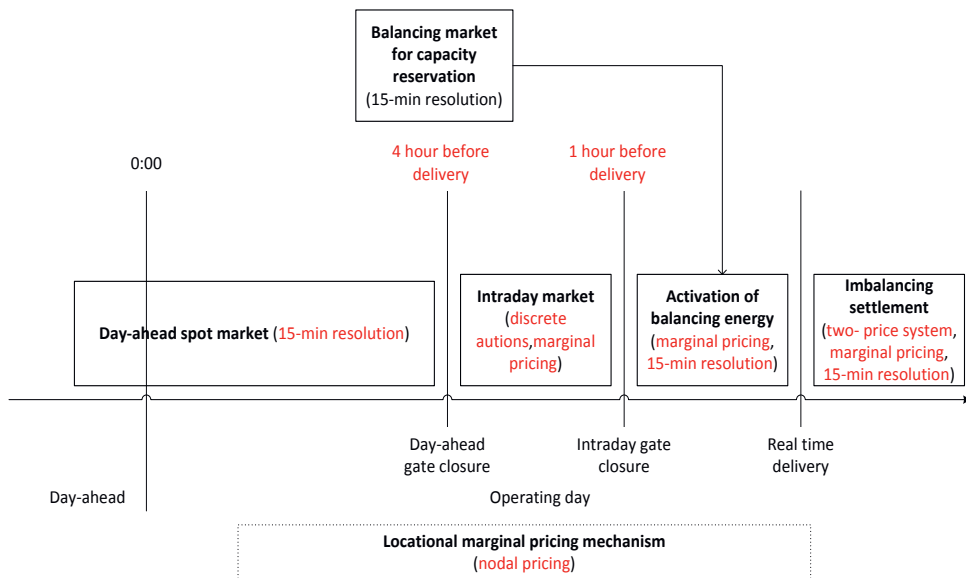 Balancing market
for capacity
reservation
(15-min resolution)
0:00
4 hour before
delivery
1 hour before
delivery
Day-ahead spot market (15-min resolution)
Intraday market
(discrete
autions,marginal
pricing)
Activation of
balancing energy
(marginal pricing,
15-min resolution)
Imbalancing
settlement
(two- price system,
marginal pricing,
15-min resolution)
Day-ahead
gate closure
Intraday gate
closure
Real time
delivery
Day-ahead
Operating day
Locational marginal pricing mechanism
(nodal pricing)